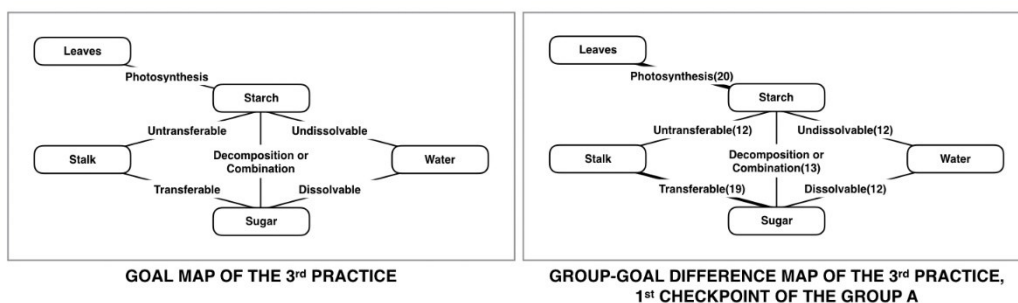 Leaves
Photosynthesis
Starch
Untransferable
Undissolvable
Stalk
Decomposition or
Combination
Water
Transferable
Dissolvable
Sugar
GOAL MAP OF THE 3rd PRACTICE
Leaves
Photosynthesis(20)
Starch
Untransferable(12)
Undissolvable(12)
Stalk
Decomposition or
Combination(13)
Water
Transferable(19)
Dissolvable(12)
Sugar
GROUP-GOAL DIFFERENCE MAP OF THE 3rd PRACTICE,
1st CHECKPOINT OF THE GROUP A